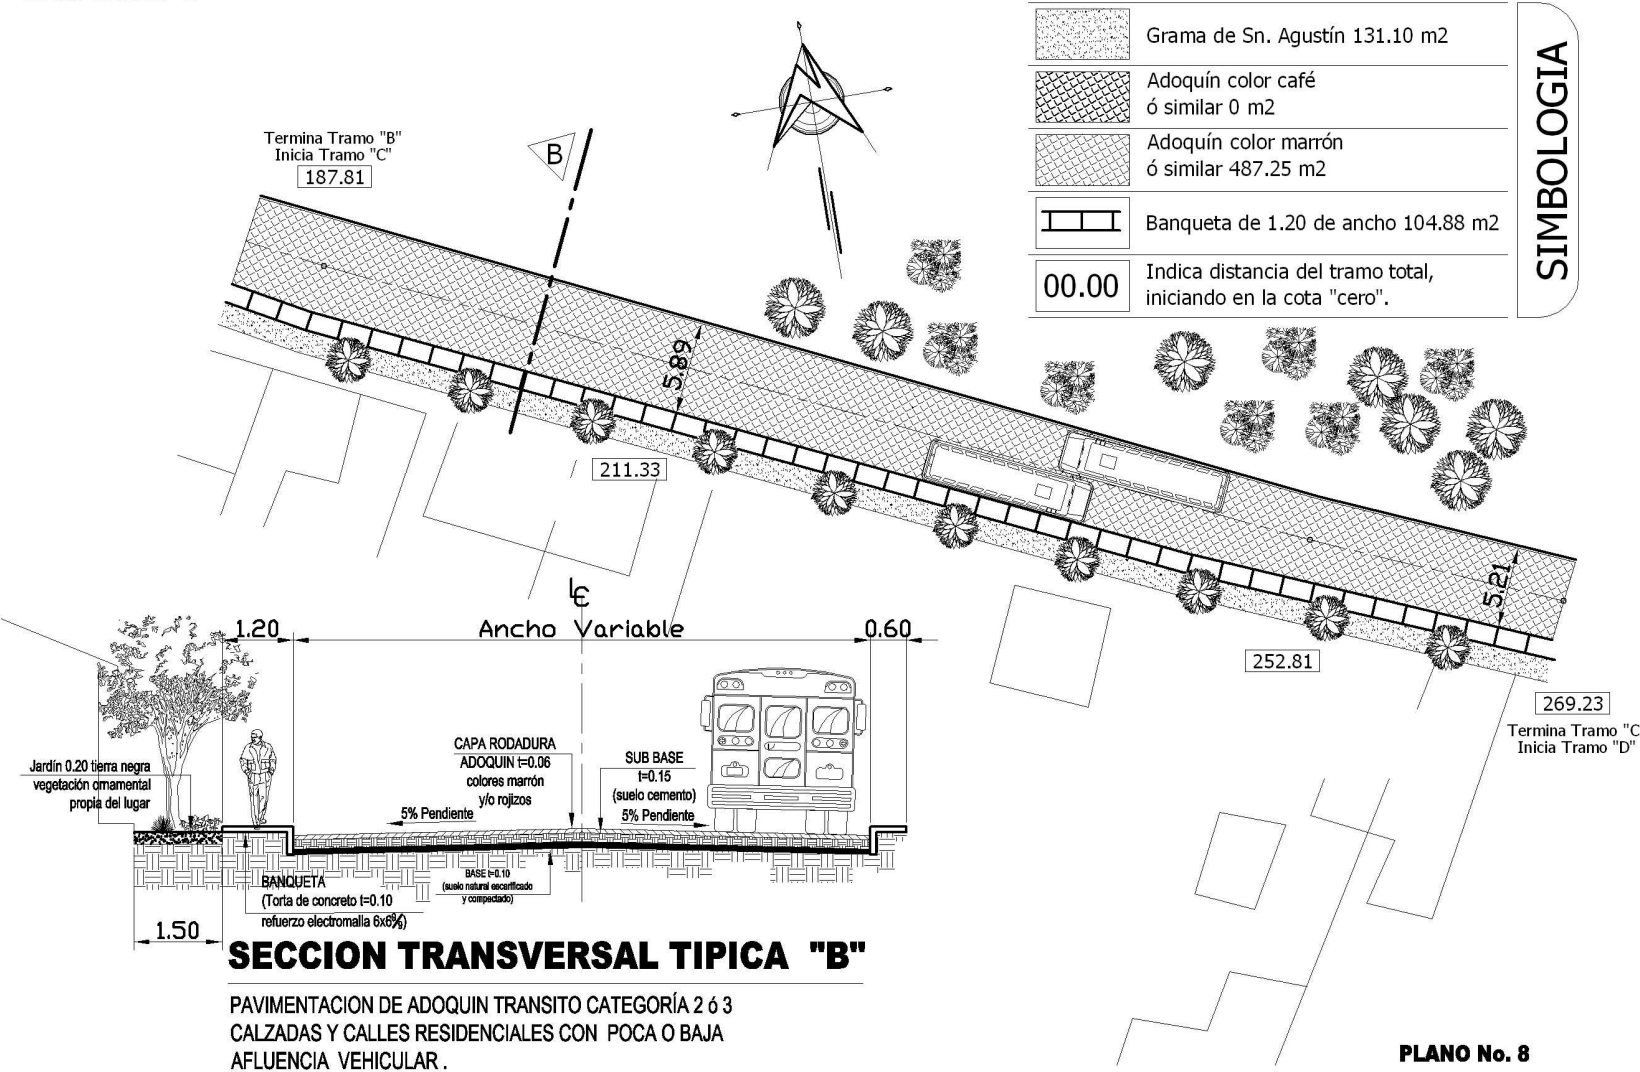 Grama de Sn. Agustín 131.10 m2
Adoquín color café
ó similar 0 m2
Adoquín color marrón
ó similar 487.25 m2
Banqueta de 1.20 de ancho 104.88 m2
00.00
Indica distancia del tramo total,
iniciando en la cota "cero".
SIMBOLOGIA
Termina Tramo "B"
Inicia Tramo "C"
187.81
B
5.89
211.33
5.21
252.81
269.23
Termina Tramo "C
Inicia Tramo "D"
1.20
Ancho Variable
0.60
CAPA RODADURA
ADOQUIN t=0.06
colores marrón
y/o rojizos
SUB BASE
t=0.15
(suelo cemento)
5% Pendiente
5% Pendiente
Jardín 0.20 tierra negra
vegetación ornamental
propia del lugar
BASE t=0.10
(suelo natural escarificado
y compactado)
BANQUETA
(Torta de concreto t=0.10
refuerzo electromalla
1.50
SECCION TRANSVERSAL TIPICA "B"
PAVIMENTACION DE ADOQUIN TRANSITO CATEGORÍA 2 ó 3
CALZADAS Y CALLES RESIDENCIALES CON POCA O BAJA
AFLUENCIA VEHICULAR .
PLANO No. 8